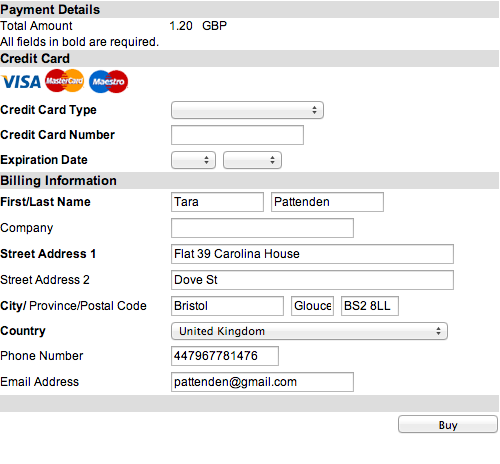 Payment Details
Total Amount 1.20 GBP
All fields in bold are required.
Credit Card
VISA MasterCard Maestro
Credit Card Type
Credit Card Number
Expiration Date
Billing Information
First/Last Name Tara Pattenden
Company
Street Address 1 Flat 39 Carolina House
Street Address 2 Dove St
City/ Province/Postal Code Bristol Glouce BS2 8LL
Country United Kingdom
Phone Number 447967781476
Email Address pattenden@gmail.com
Buy